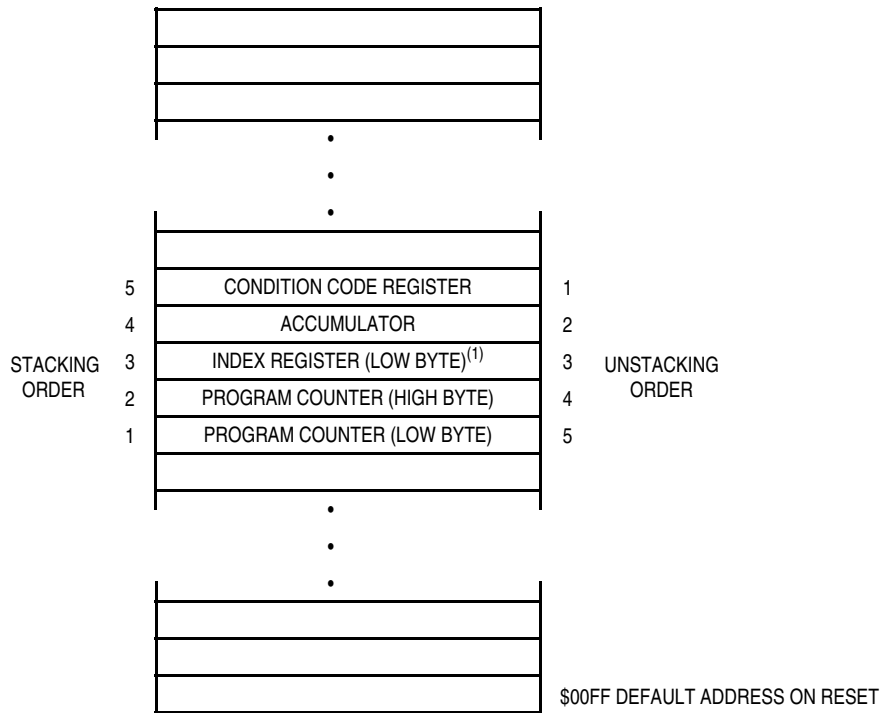 5 CONDITION CODE REGISTER 1
4 ACCUMULATOR 2
STACKING ORDER
3 INDEX REGISTER (LOW BYTE)(1) 3
UNSTACKING ORDER
2 PROGRAM COUNTER (HIGH BYTE) 4
1 PROGRAM COUNTER (LOW BYTE) 5
$00FF DEFAULT ADDRESS ON RESET